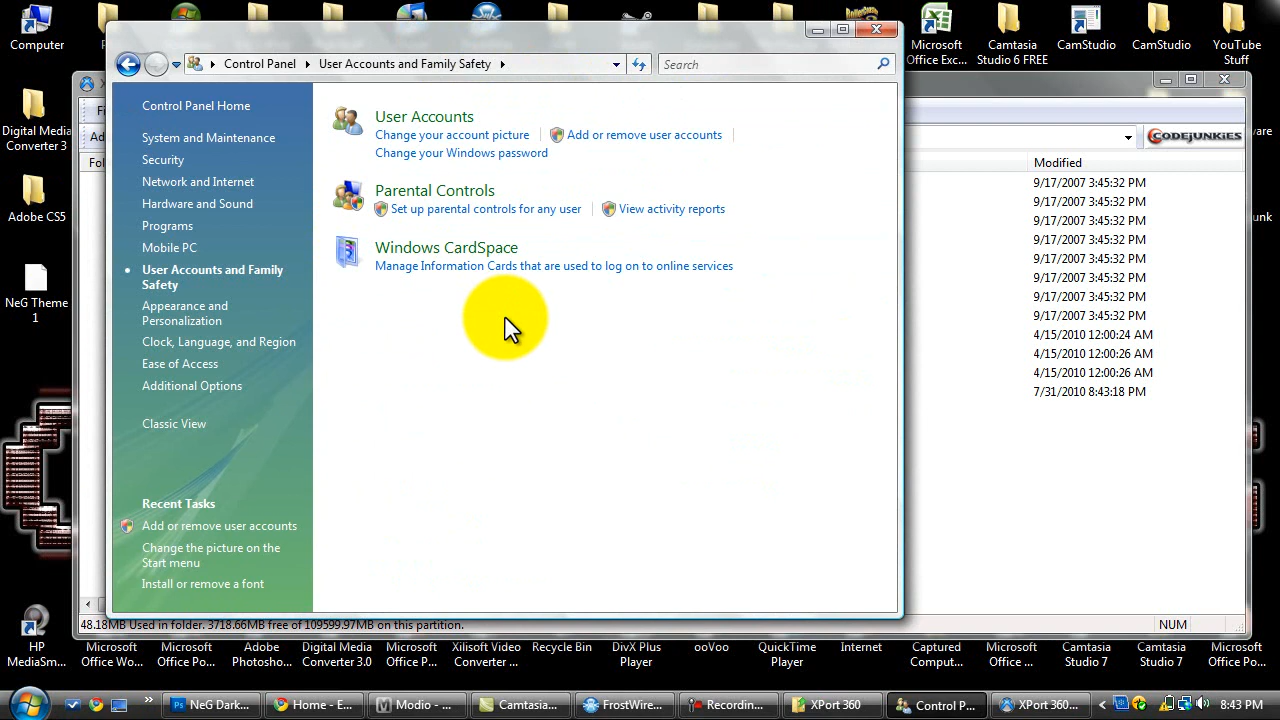 Computer
Microsoft
Office Exc...
Camtasia
Studio 6 FREE
CamStudio
CamStudio
YouTube
Stuff
Control Panel
User Accounts and Family Safety
Search
Digital Media
Converter 3
Adobe CS5
NeG Theme
1
HP
MediaSm...
Control Panel Home
System and Maintenance
Security
Network and Internet
Hardware and Sound
Programs
Mobile PC
User Accounts and Family
Safety
Appearance and
Personalization
Clock, Language, and Region
Ease of Access
Additional Options
Classic View
Recent Tasks
Add or remove user accounts
Change the picture on the
Start menu
Install or remove a font
User Accounts
Change your account picture
Add or remove user accounts
Change your Windows password
Parental Controls
Set up parental controls for any user
View activity reports
Windows CardSpace
Manage Information Cards that are used to log on to online services
CODEJUNKIES
Modified
9/17/2007 3:45:32 PM
9/17/2007 3:45:32 PM
9/17/2007 3:45:32 PM
9/17/2007 3:45:32 PM
9/17/2007 3:45:32 PM
9/17/2007 3:45:32 PM
9/17/2007 3:45:32 PM
9/17/2007 3:45:32 PM
4/15/2010 12:00:24 AM
4/15/2010 12:00:26 AM
4/15/2010 12:00:26 AM
7/31/2010 8:43:18 PM
48.18MB Used in folder. 3718.66MB free of 109599.97MB on this partition.
NUM
Microsoft
Office Wo...
Microsoft
Office Po...
Adobe
Photosho...
Digital Media
Converter 3.0
Microsoft
Office P...
Xilisoft Video
Converter ...
Recycle Bin
DivX Plus
Player
ooVoo
QuickTime
Player
Internet
Captured
Comput...
Microsoft
Office ...
Camtasia
Studio 7
Camtasia
Studio 7
Microsoft
Office Po...
NeG Dark...
Home - E...
Modio - ...
Camtasia...
FrostWire...
Recordin...
XPort 360
Control P...
XPort 360...
8:43 PM